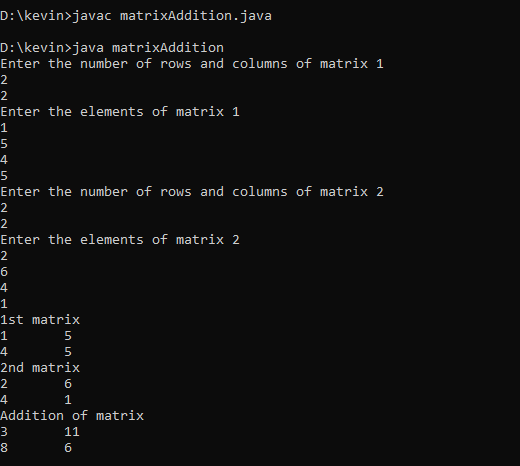 D:\kevin>javac matrixAddition.java
D:\kevin>java matrixAddition
Enter the number of rows and columns of matrix 1
2
2
Enter the elements of matrix 1
1
5
4
5
Enter the number of rows and columns of matrix 2
2
2
Enter the elements of matrix 2
2
6
4
1
1st matrix
1 5
4 5
2nd matrix
2 6
4 1
Addition of matrix
3 11
8 6